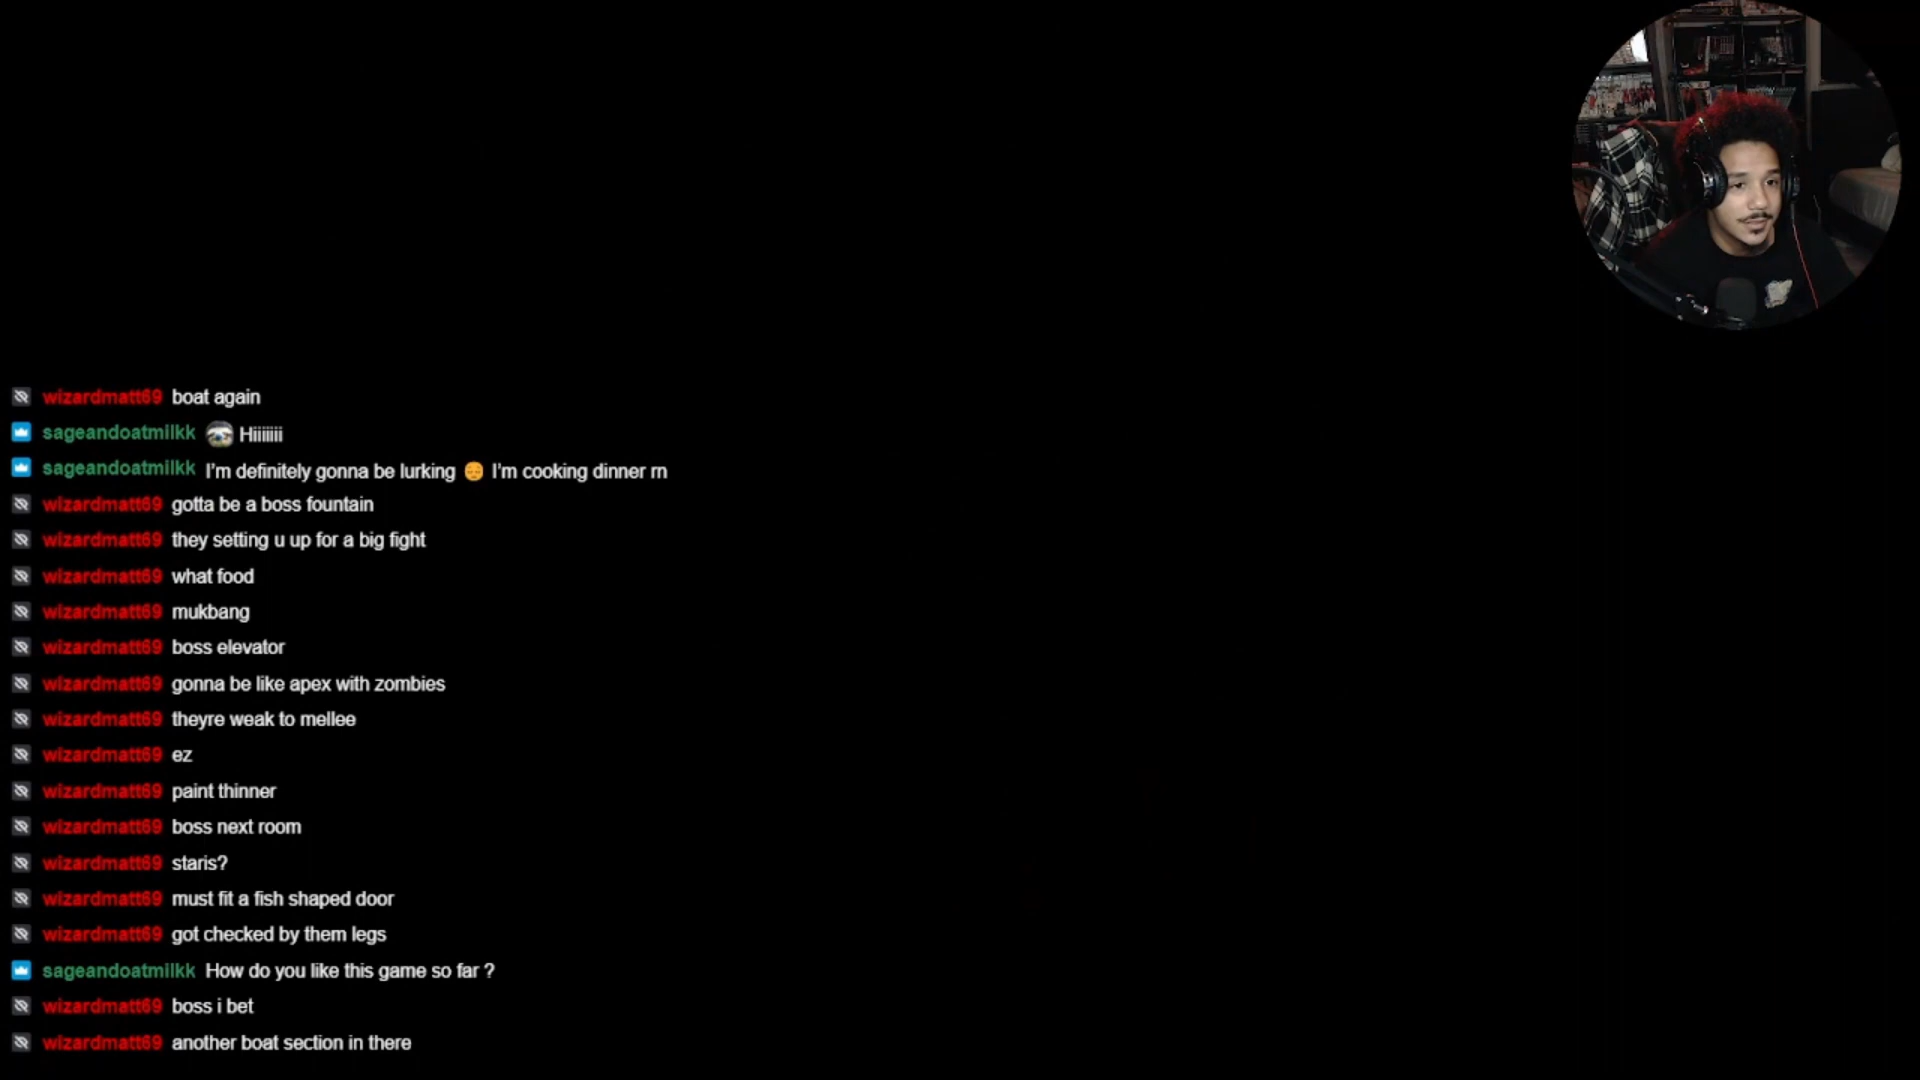 wizardmatt69 boat again
sageandoatmilkk Hiiiiiii
sageandoatmilkk I'm definitely gonna be lurking 😔 I'm cooking dinner rn
wizardmatt69 gotta be a boss fountain
wizardmatt69 they setting u up for a big fight
wizardmatt69 what food
wizardmatt69 mukbang
wizardmatt69 boss elevator
wizardmatt69 gonna be like apex with zombies
wizardmatt69 theyre weak to mellee
wizardmatt69 ez
wizardmatt69 paint thinner
wizardmatt69 boss next room
wizardmatt69 staris?
wizardmatt69 must fit a fish shaped door
wizardmatt69 got checked by them legs
sageandoatmilkk How do you like this game so far ?
wizardmatt69 boss i bet
wizardmatt69 another boat section in there